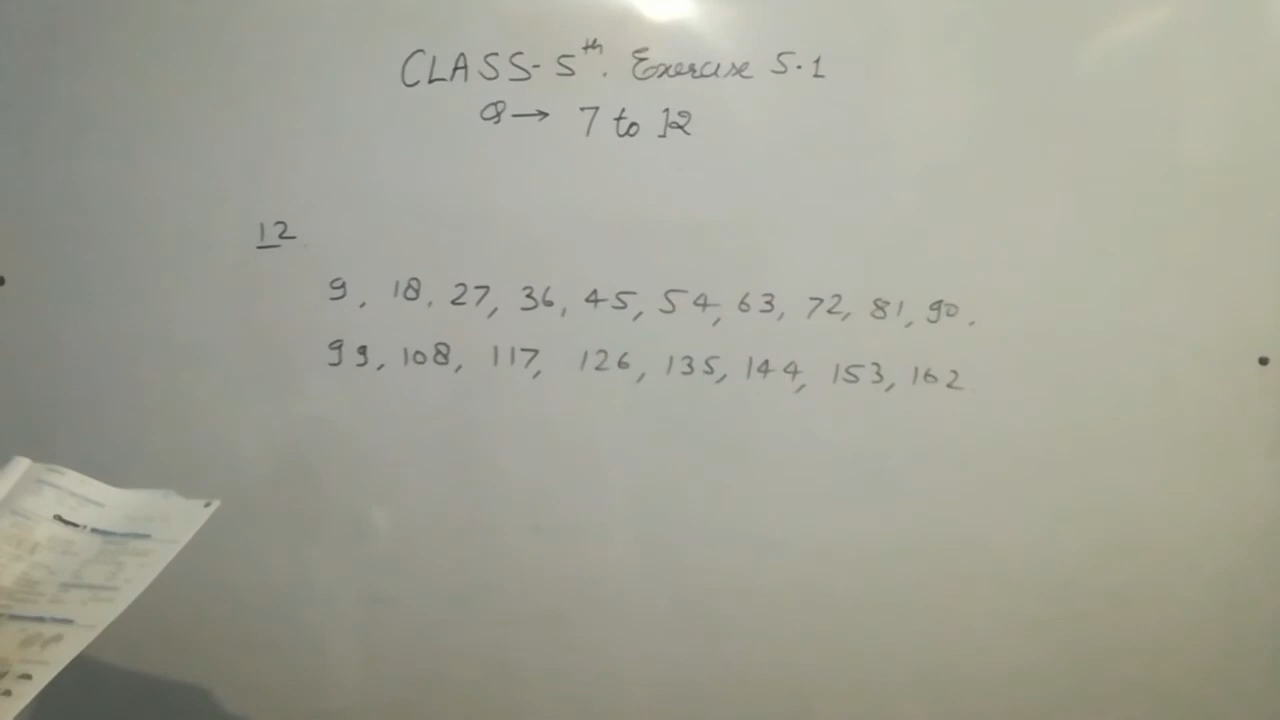 CLASS-5th. Exercise 5.1
Q→ 7 to 12
12
9, 18, 27, 36, 45, 54, 63, 72, 81, 90.
99, 108, 117, 126, 135, 144, 153, 162